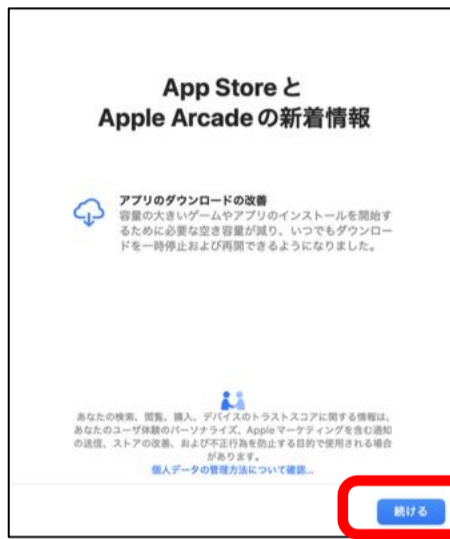 App Store と
Apple Arcade の新着情報
アプリのダウンロードの改善
容量の大きいゲームやアプリのインストールを開始す
るために必要な空き容量が減り、いつでもダウンロー
ドを一時停止および再開できるようになりました。
あなたの検索、閲覧、購入、デバイスのトラストスコアに関する情報は、
あなたのユーザ体験のパーソナライズ、Apple マーケティングを含む通知
の送信、ストアの改善、および不正行為を防止する目的で使用される場合
があります。
個人データの管理方法について確認...
続ける